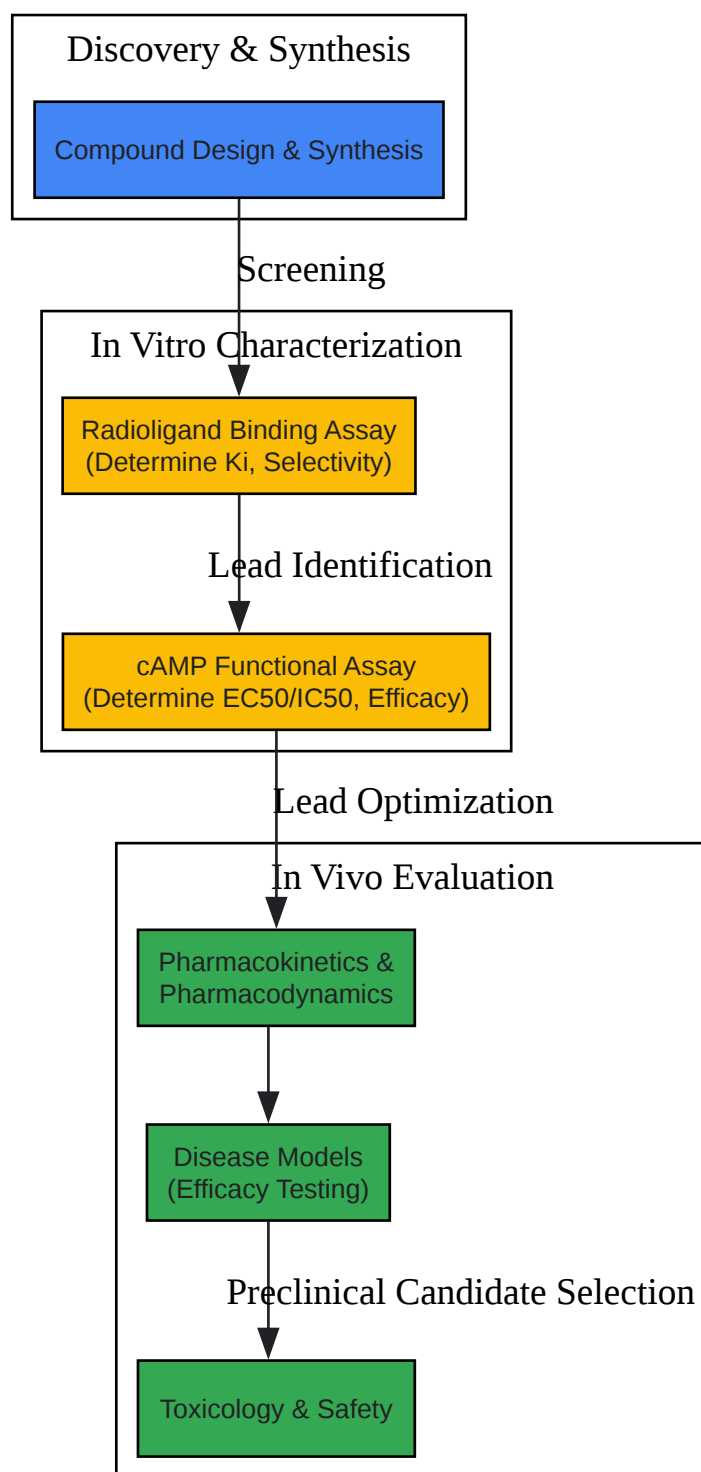 Discovery & Synthesis
Compound Design & Synthesis
Screening
In Vitro Characterization
Radioligand Binding Assay
(Determine Ki, Selectivity)
Lead Identification
cAMP Functional Assay
(Determine EC50/IC50, Efficacy)
Lead Optimization
In Vivo Evaluation
Pharmacokinetics &
Pharmacodynamics
Disease Models
(Efficacy Testing)
Preclinical Candidate Selection
Toxicology & Safety